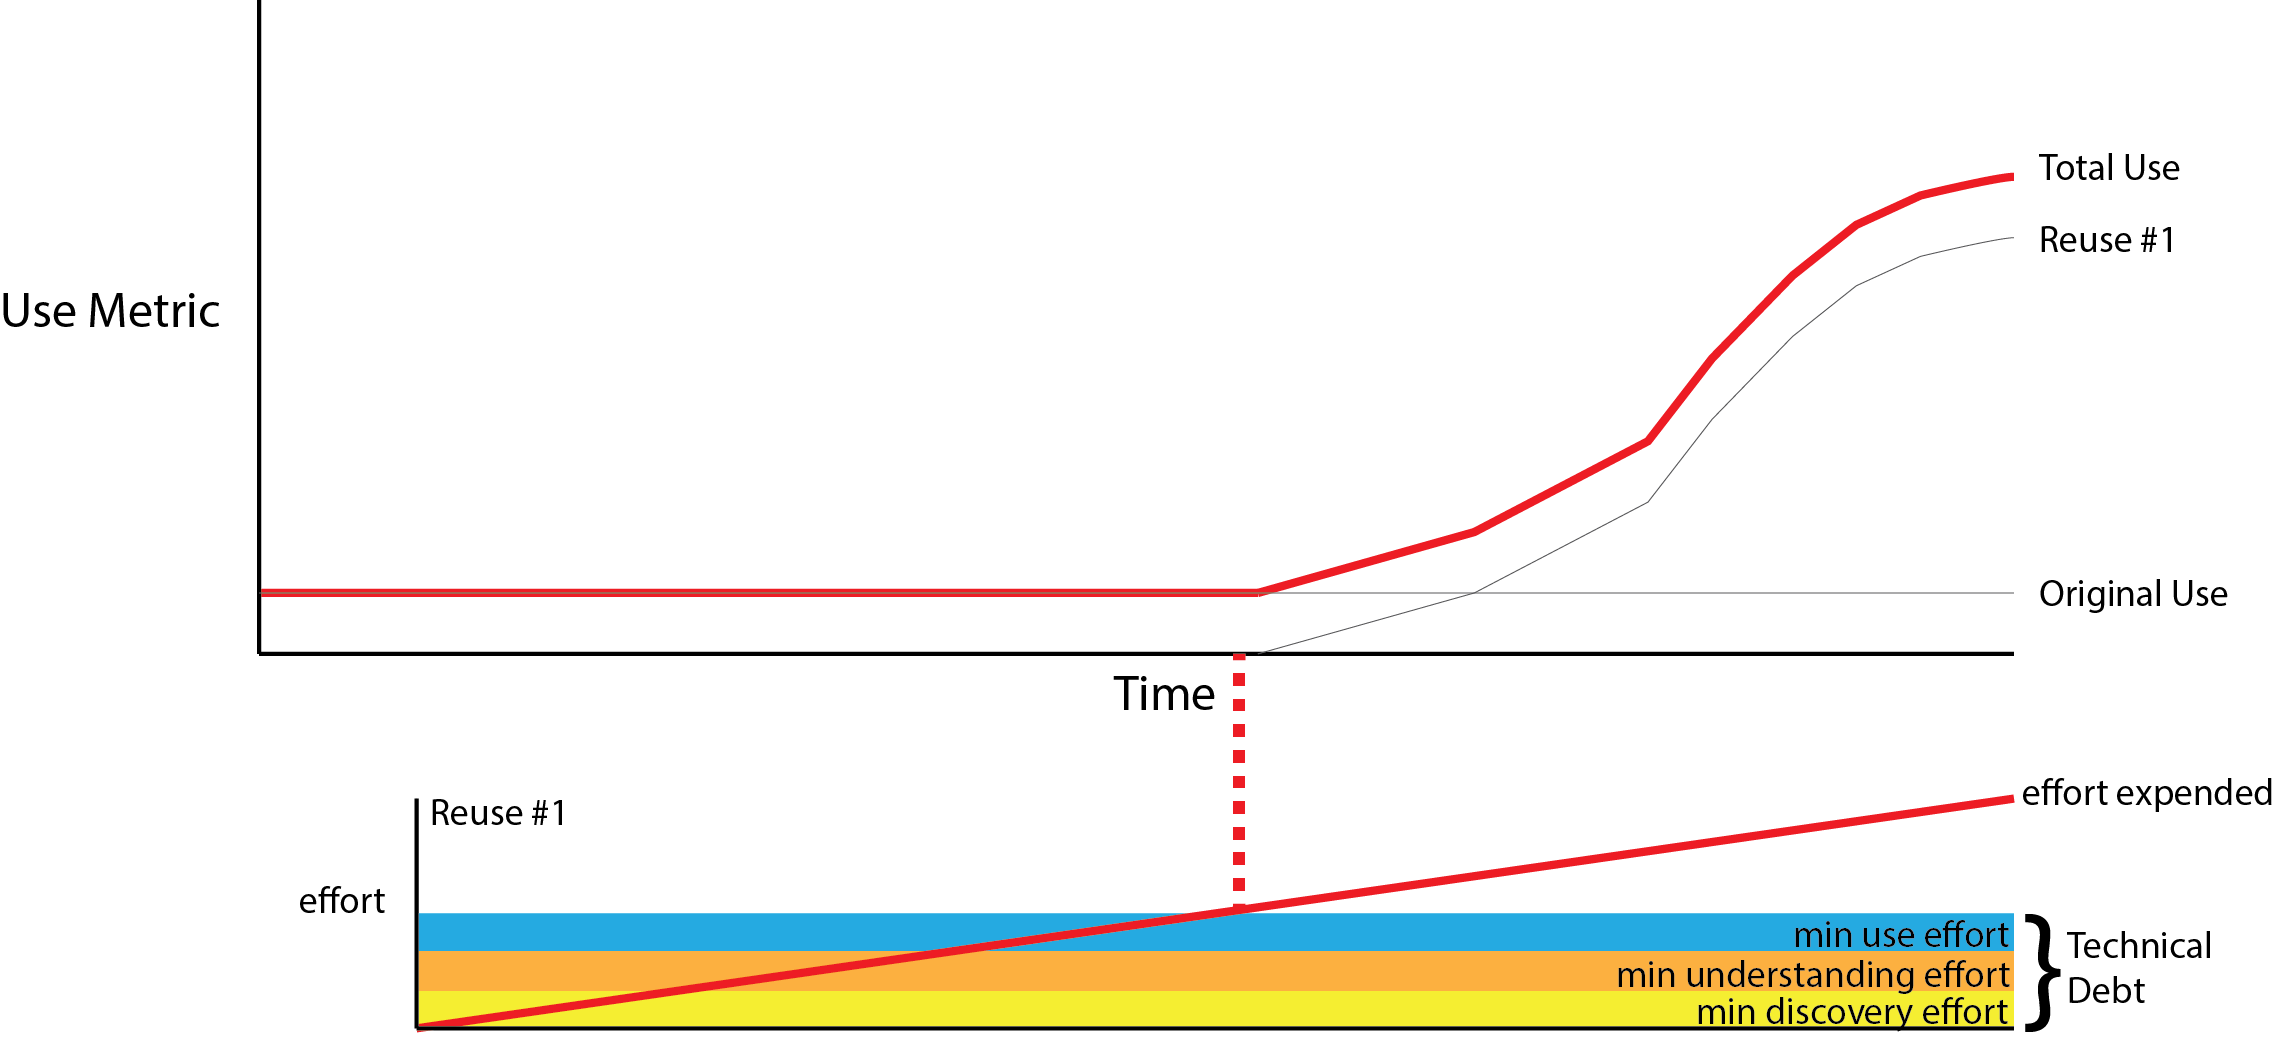 Total Use
Reuse #1
Use Metric
Original Use
Time
effort expended
Reuse #1
effort
min use effort
min understanding effort
min discovery effort
Technical
Debt